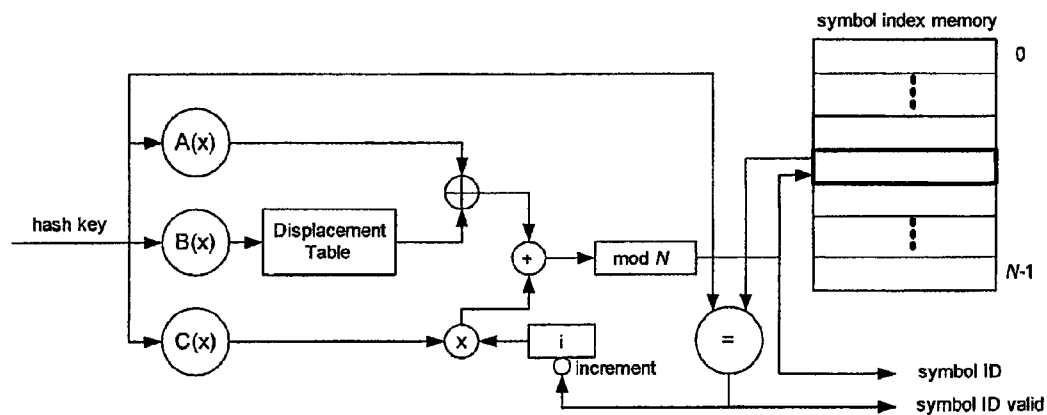 symbol index memory
0
A(x)
hash key
B(x)
Displacement
Table
+
mod N
N-1
C(x)
x
i
=
increment
symbol ID
symbol ID valid